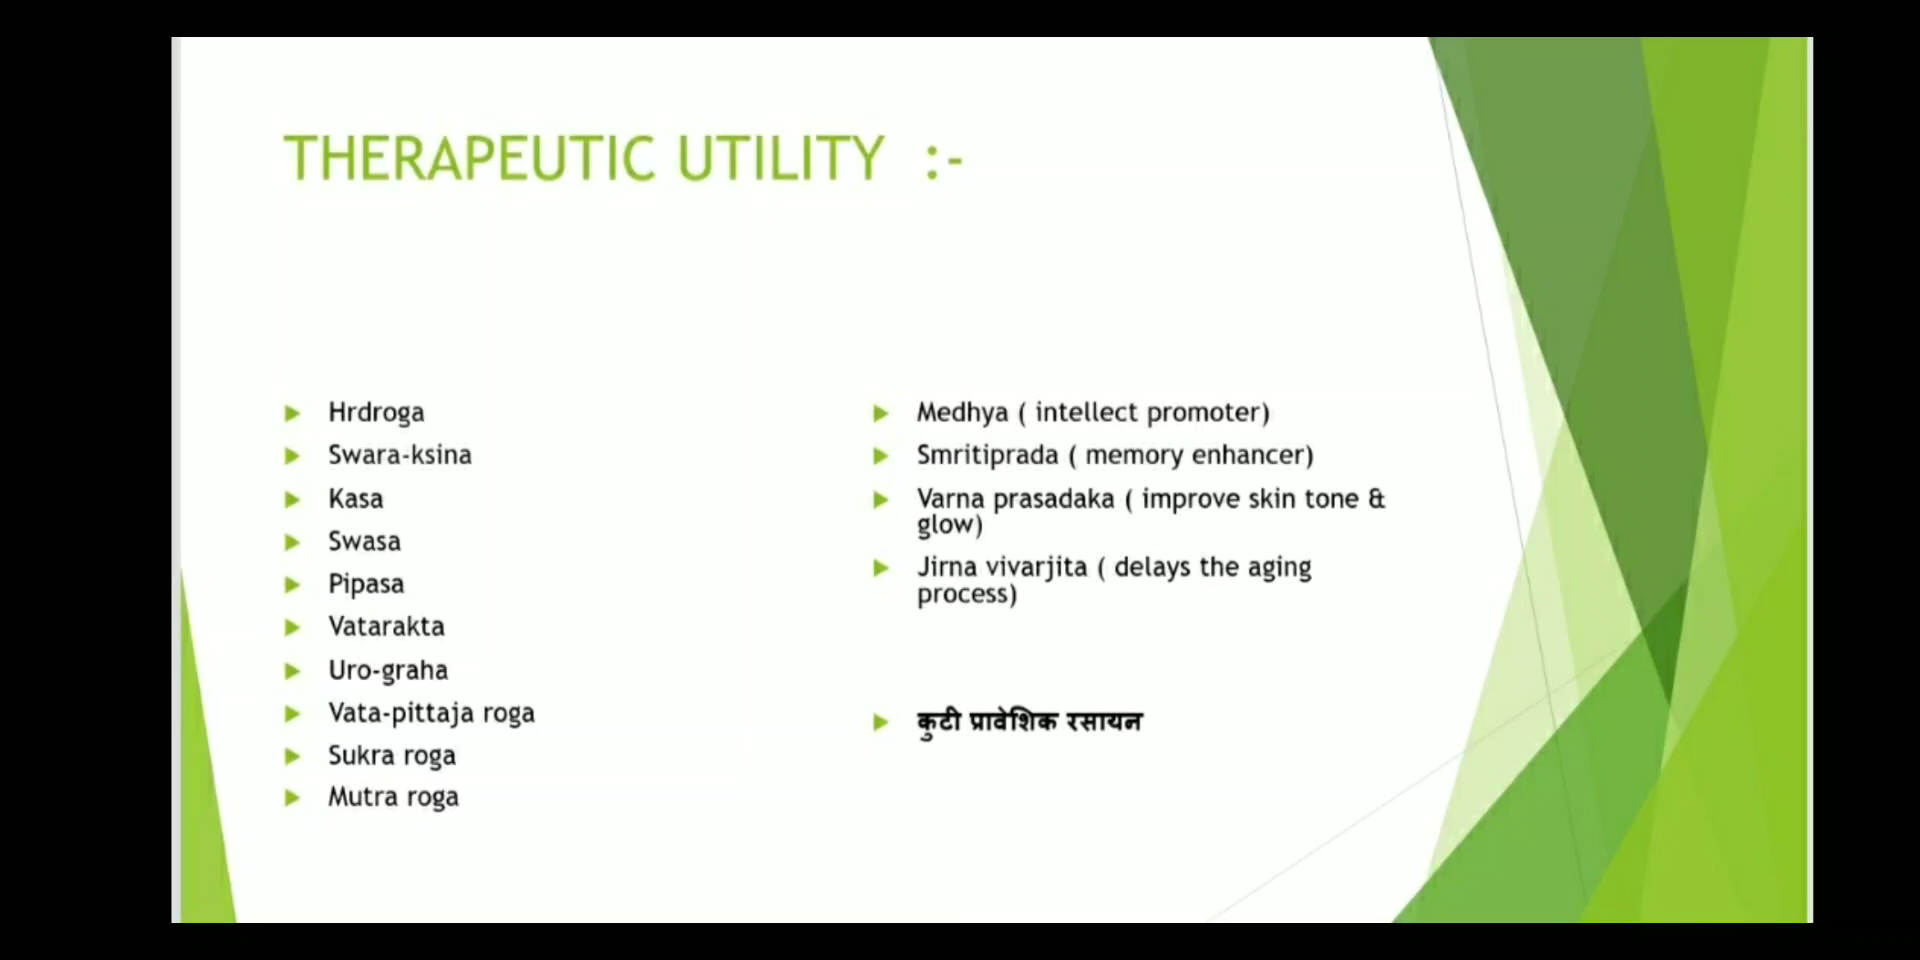 THERAPEUTIC UTILITY :-
Hrdroga
Swara-ksina
Kasa
Swasa
Pipasa
Vatarakta
Uro-graha
Vata-pittaja roga
Sukra roga
Mutra roga
Medhya ( intellect promoter)
Smritiprada ( memory enhancer)
Varna prasadaka ( improve skin tone &
glow)
Jirna vivarjita ( delays the aging
process)
कुटी प्रावेशिक रसायन